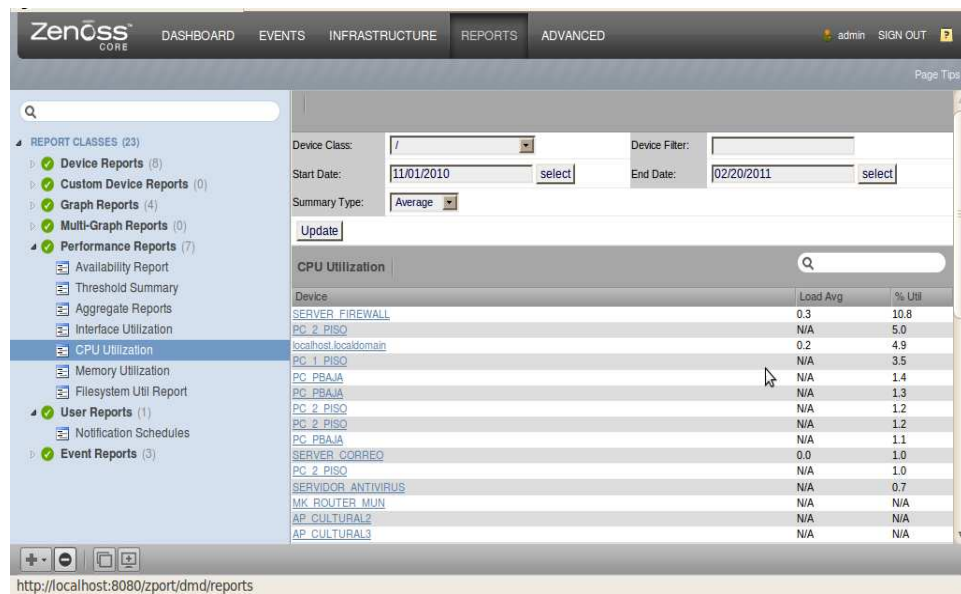 Zenoss DASHBOARD EVENTS INFRASTRUCTURE REPORTS ADVANCED admin SIGN OUT ?
CORE
Page Tips
REPORT CLASSES (23)
Device Reports (8)
Custom Device Reports (0)
Graph Reports (4)
Multi-Graph Reports (0)
Performance Reports (7)
Availability Report
Threshold Summary
Aggregate Reports
Interface Utilization
CPU Utilization
Memory Utilization
Filesystem Util Report
User Reports (1)
Notification Schedules
Event Reports (3)
Device Class: / Device Filter:
Start Date: 11/01/2010 select End Date: 02/20/2011 select
Summary Type: Average
Update
CPU Utilization
Device Load Avg % Util
SERVER_FIREWALL 0.3 10.8
PC_2_PISO N/A 5.0
localhost.localdomain 0.2 4.9
PC_1_PISO N/A 3.5
PC_PBAJA N/A 1.4
PC_PBAJA N/A 1.3
PC_2_PISO N/A 1.2
PC_2_PISO N/A 1.2
PC_PBAJA N/A 1.1
SERVER_CORREO 0.0 1.0
PC_2_PISO N/A 1.0
SERVIDOR_ANTIVIRUS N/A 0.7
MK_ROUTER_MUN N/A N/A
AP_CULTURAL2 N/A N/A
AP_CULTURAL3 N/A N/A
http://localhost:8080/zport/dmd/reports